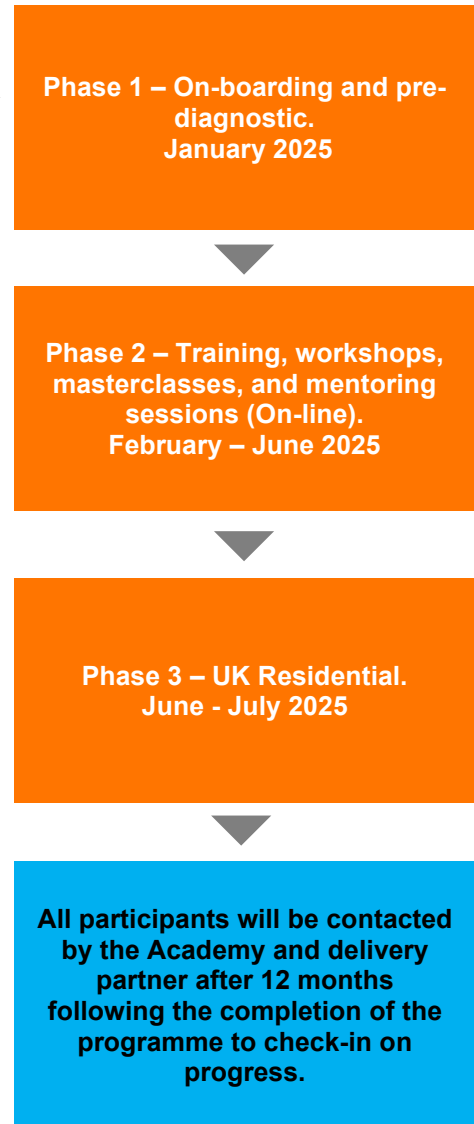 Phase 1 – On-boarding and pre-
diagnostic.
January 2025
Phase 2 – Training, workshops,
masterclasses, and mentoring
sessions (On-line).
February – June 2025
Phase 3 – UK Residential.
June - July 2025
All participants will be contacted
by the Academy and delivery
partner after 12 months
following the completion of the
programme to check-in on
progress.